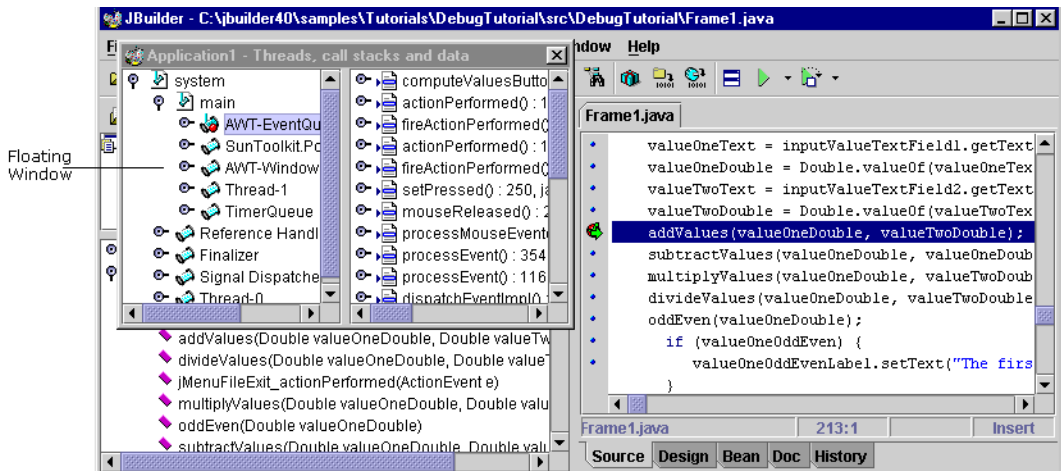 JBuilder - C:\jbuilder40\samples\Tutorials\DebugTutorial\src\DebugTutorial\Frame1.java
Help
Application1 - Threads, call stacks and data
system
main
AWT-EventQu
SunToolkit.Po
AWT-Window
Thread-1
TimerQueue
Reference Handl
Finalizer
Signal Dispatche
Thread-0
computeValuesButto
actionPerformed() : 1
fireActionPerformed(
actionPerformed() : 1
fireActionPerformed(
setPressed() : 250, ja
mouseReleased() : 2
processMouseEvent
processEvent() : 354
processEvent() : 116
dispatchEventImpl() :
Floating
Window
addValues(Double valueOneDouble, Double valueTw
divideValues(Double valueOneDouble, Double valueT
jMenuFileExit_actionPerformed(ActionEvent e)
multiplyValues(Double valueOneDouble, Double valu
oddEven(Double valueOneDouble)
subtractValues(Double valueOneDouble, Double valu
Frame1.java
valueOneText = inputValueTextField1.getText
valueOneDouble = Double.valueOf(valueOneTex
valueTwoText = inputValueTextField2.getText
valueTwoDouble = Double.valueOf(valueTwoTex
addValues(valueOneDouble, valueTwoDouble);
subtractValues(valueOneDouble, valueOneDoub
multiplyValues(valueOneDouble, valueTwoDoub
divideValues(valueOneDouble, valueTwoDouble
oddEven(valueOneDouble);
if (valueOneOddEven) {
valueOneOddEvenLabel.setText("The firs
}
Frame1.java 213:1 Insert
Source Design Bean Doc History